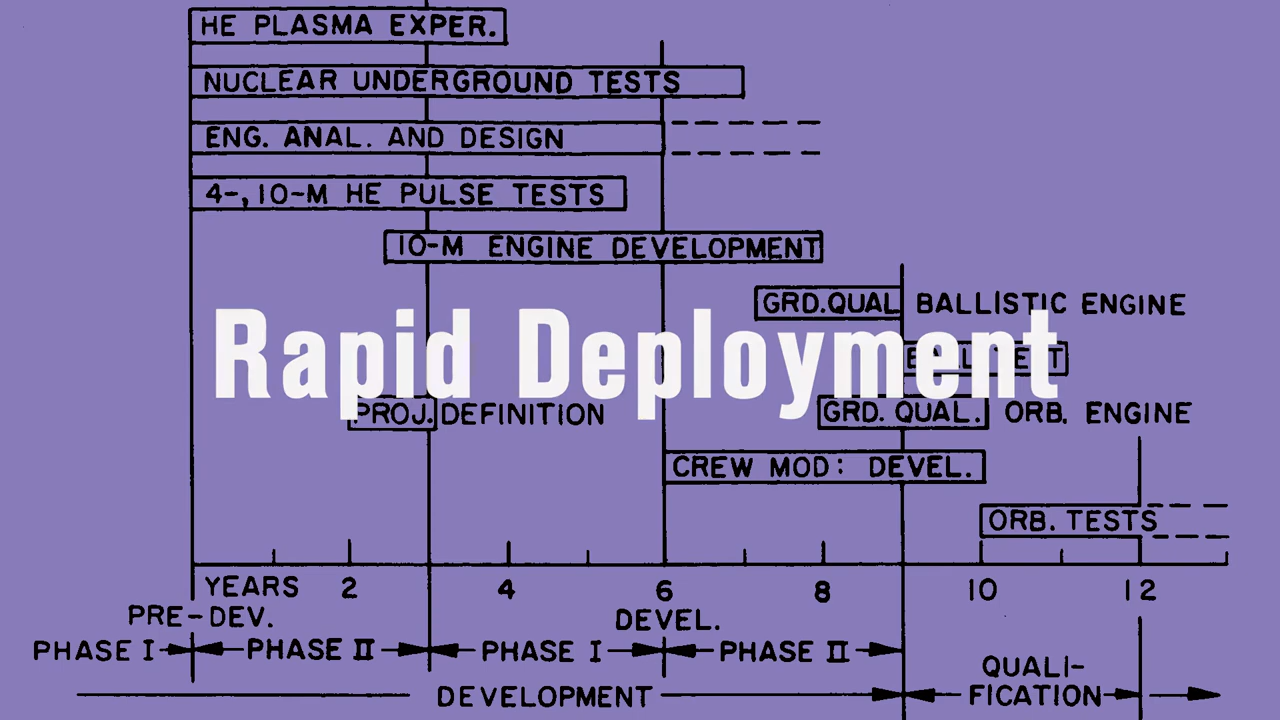 HE PLASMA EXPER.
NUCLEAR UNDERGROUND TESTS
ENG. ANAL. AND DESIGN
4-, 10-M HE PULSE TESTS
10-M ENGINE DEVELOPMENT
GRD.QUAL BALLISTIC ENGINE
Rapid Deployment
PROJ. DEFINITION
GRD. QUAL. ORB. ENGINE
CREW MOD: DEVEL.
ORB. TESTS
YEARS 2 4 6 8 10 12
PRE-DEV. DEVEL.
PHASE I PHASE II PHASE I PHASE II
QUALI-
DEVELOPMENT FICATION